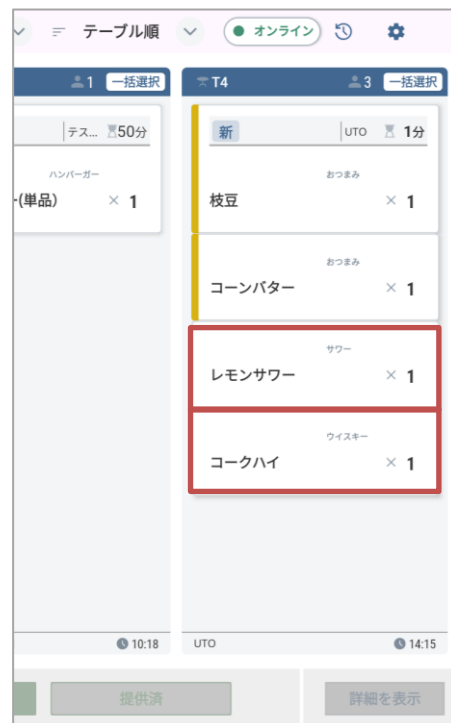 テーブル順 オンライン
1 一括選択
テス... 50分
ハンバーガー
(単品) × 1
10:18
T4 3 一括選択
新 UTO 1分
おつまみ
枝豆 × 1
おつまみ
コーンバター × 1
サワー
レモンサワー × 1
ウイスキー
コークハイ × 1
UTO 14:15
提供済 詳細を表示